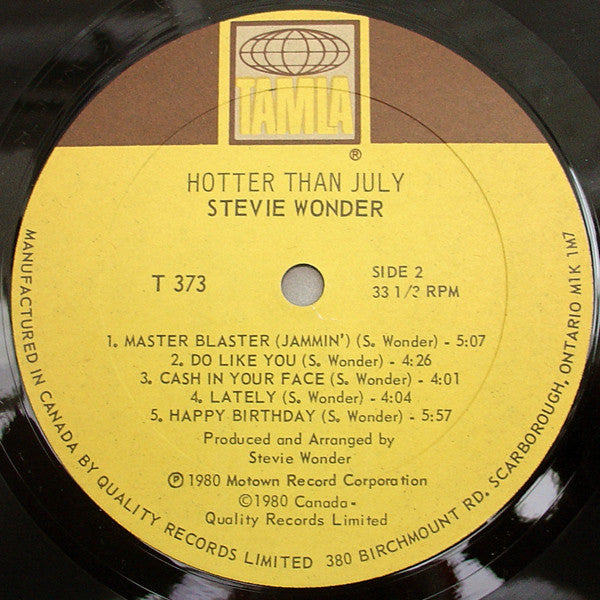 TAMLA
®
HOTTER THAN JULY
STEVIE WONDER
T 373
SIDE 2
33 1/3 RPM
1. MASTER BLASTER (JAMMIN') (S. Wonder) - 5:07
2. DO LIKE YOU (S. Wonder) - 4:26
3. CASH IN YOUR FACE (S. Wonder) - 4:01
4. LATELY (S. Wonder) - 4:04
5. HAPPY BIRTHDAY (S. Wonder) - 5:57
Produced and Arranged by
Stevie Wonder
℗ 1980 Motown Record Corporation
©1980 Canada-
Quality Records Limited
MANUFACTURED IN CANADA BY QUALITY RECORDS LIMITED 380 BIRCHMOUNT RD. SCARBOROUGH, ONTARIO M1K 1M7